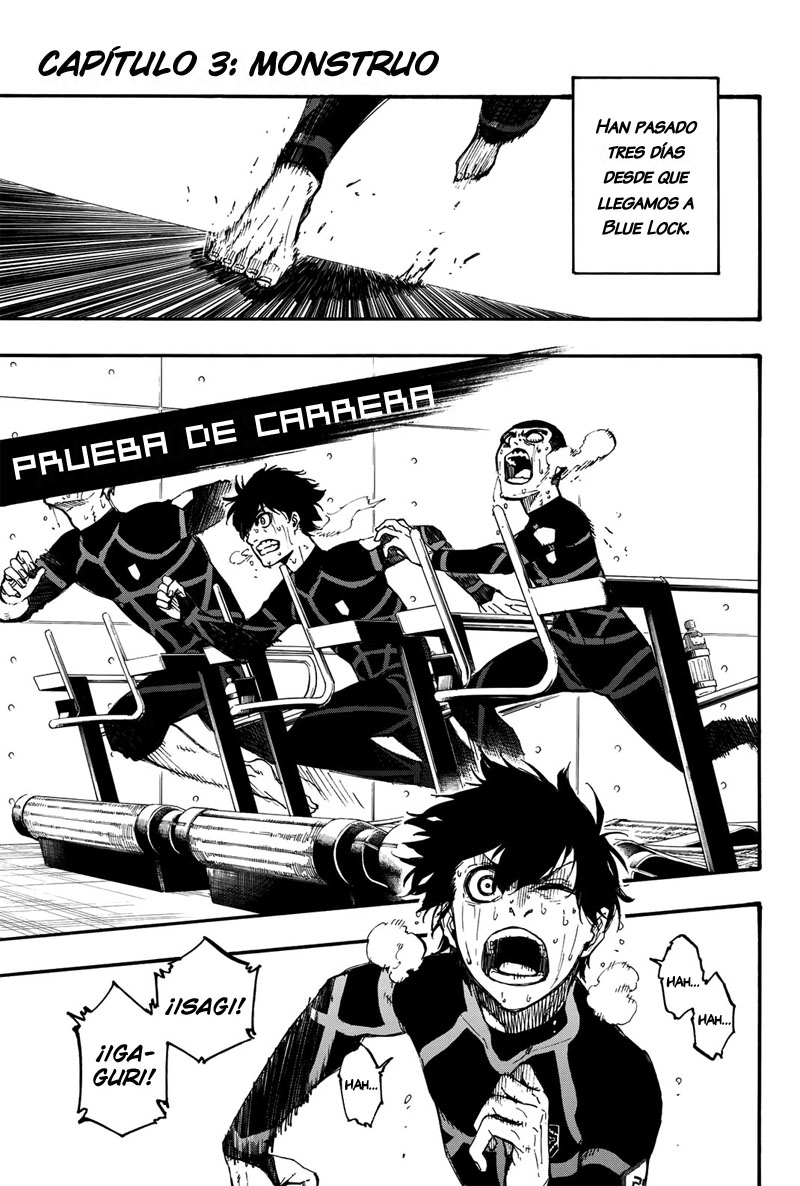 CAPÍTULO 3: MONSTRUO
HAN PASADO
TRES DÍAS
DESDE QUE
LLEGAMOS A
BLUE LOCK.
PRUEBA DE CARRERA
HAH...
HAH...
¡ISAGI!
¡IGA-
GURI!
HAH...